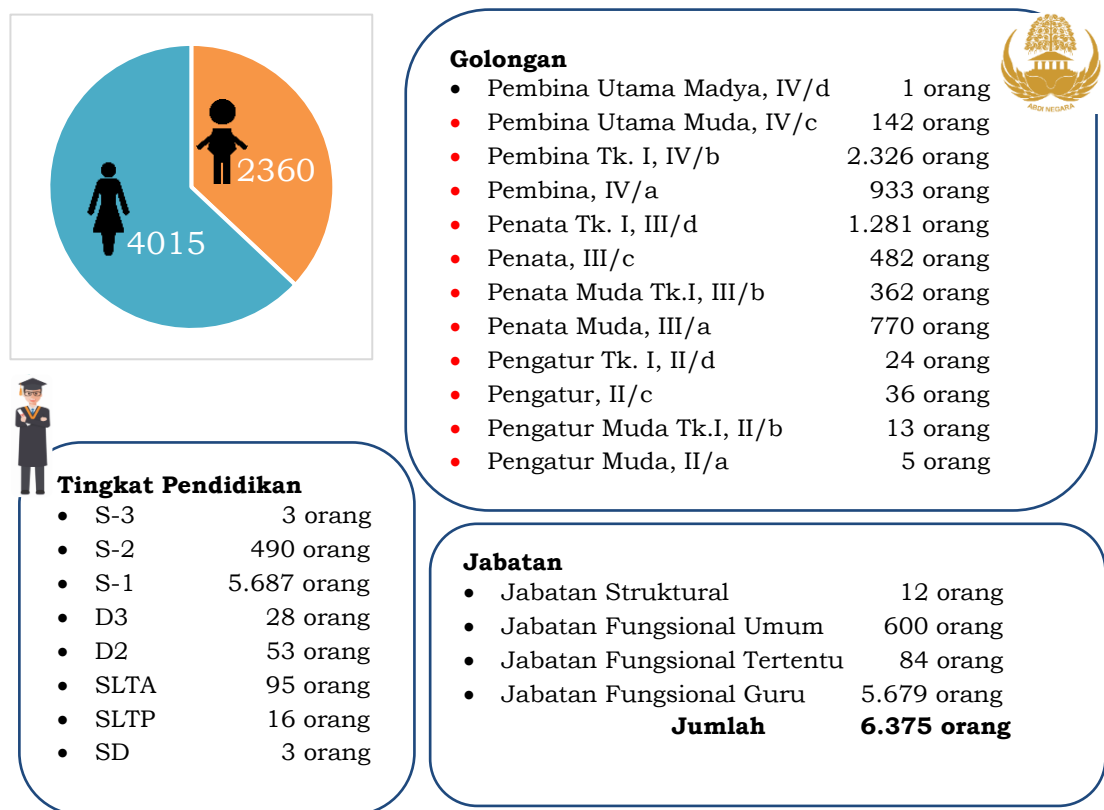 2360
4015
Golongan
• Pembina Utama Madya, IV/d 1 orang
• Pembina Utama Muda, IV/c 142 orang
• Pembina Tk. I, IV/b 2.326 orang
• Pembina, IV/a 933 orang
• Penata Tk. I, III/d 1.281 orang
• Penata, III/c 482 orang
• Penata Muda Tk.I, III/b 362 orang
• Penata Muda, III/a 770 orang
• Pengatur Tk. I, II/d 24 orang
• Pengatur, II/c 36 orang
• Pengatur Muda Tk.I, II/b 13 orang
• Pengatur Muda, II/a 5 orang
ABDI NEGARA
Tingkat Pendidikan
• S-3 3 orang
• S-2 490 orang
• S-1 5.687 orang
• D3 28 orang
• D2 53 orang
• SLTA 95 orang
• SLTP 16 orang
• SD 3 orang
Jabatan
• Jabatan Struktural 12 orang
• Jabatan Fungsional Umum 600 orang
• Jabatan Fungsional Tertentu 84 orang
• Jabatan Fungsional Guru 5.679 orang
Jumlah 6.375 orang